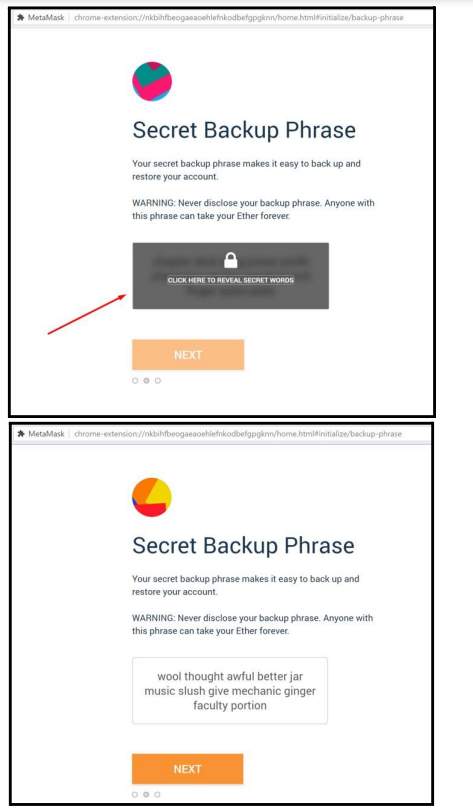 MetaMask | chrome-extension://nkbihfbeogaeaoehlefnkodbefgpgknn/home.html#initialize/backup-phrase
Secret Backup Phrase
Your secret backup phrase makes it easy to back up and
restore your account.
WARNING: Never disclose your backup phrase. Anyone with
this phrase can take your Ether forever.
CLICK HERE TO REVEAL SECRET WORDS
NEXT
MetaMask | chrome-extension://nkbihfbeogaeaoehlefnkodbefgpgknn/home.html#initialize/backup-phrase
Secret Backup Phrase
Your secret backup phrase makes it easy to back up and
restore your account.
WARNING: Never disclose your backup phrase. Anyone with
this phrase can take your Ether forever.
wool thought awful better jar
music slush give mechanic ginger
faculty portion
NEXT